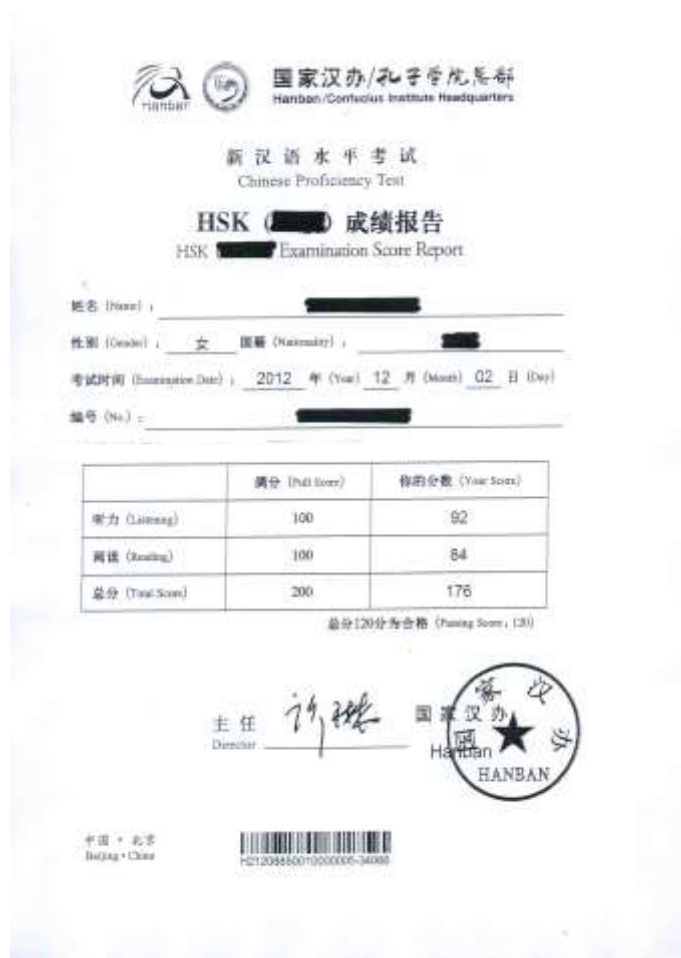 Hanban
国家汉办/孔子学院总部
Hanban/Confucius Institute Headquarters
新汉语水平考试
Chinese Proficiency Test
HSK ( ) 成绩报告
HSK Examination Score Report
姓名 (Name) :
性别 (Gender) : 女 国籍 (Nationality) :
考试时间 (Examination Date) : 2012 年 (Year) 12 月 (Month) 02 日 (Day)
编号 (No.) :
满分 (Full Score) 你的分数 (Your Score)
听力 (Listening) 100 92
阅读 (Reading) 100 84
总分 (Total Score) 200 176
总分120分为合格 (Passing Score: 120)
主任 许琳 国家汉办
Director Hanban
国家汉办
HANBAN
中国・北京
Beijing・China